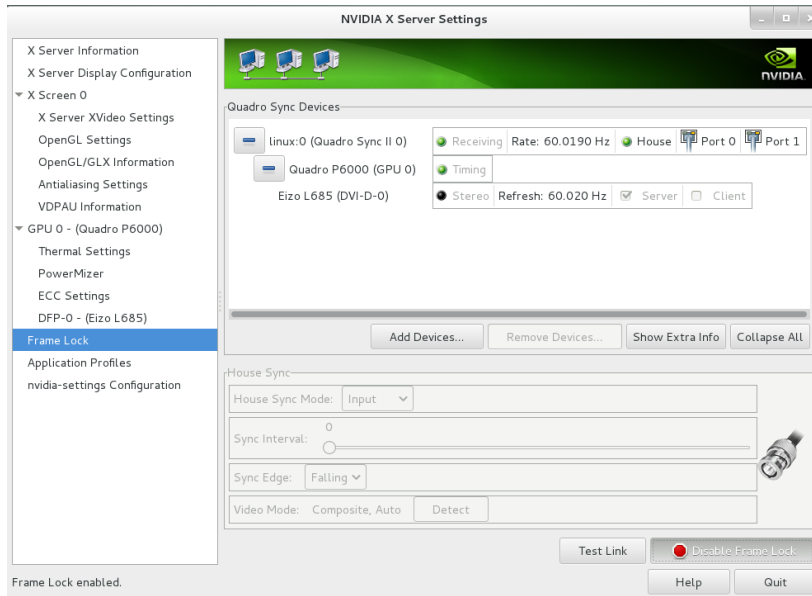 NVIDIA X Server Settings
X Server Information
X Server Display Configuration
X Screen 0
X Server XVideo Settings
OpenGL Settings
OpenGL/GLX Information
Antialiasing Settings
VDPAU Information
GPU 0 - (Quadro P6000)
Thermal Settings
PowerMizer
ECC Settings
DFP-0 - (Eizo L685)
Frame Lock
Application Profiles
nvidia-settings Configuration
NVIDIA.
Quadro Sync Devices
linux:0 (Quadro Sync II 0) Receiving Rate: 60.0190 Hz House Port 0 Port 1
Quadro P6000 (GPU 0) Timing
Eizo L685 (DVI-D-0) Stereo Refresh: 60.020 Hz Server Client
Add Devices... Remove Devices... Show Extra Info Collapse All
House Sync
House Sync Mode: Input
0
Sync Interval:
Sync Edge: Falling
Video Mode: Composite, Auto Detect
Test Link Disable Frame Lock
Frame Lock enabled. Help Quit